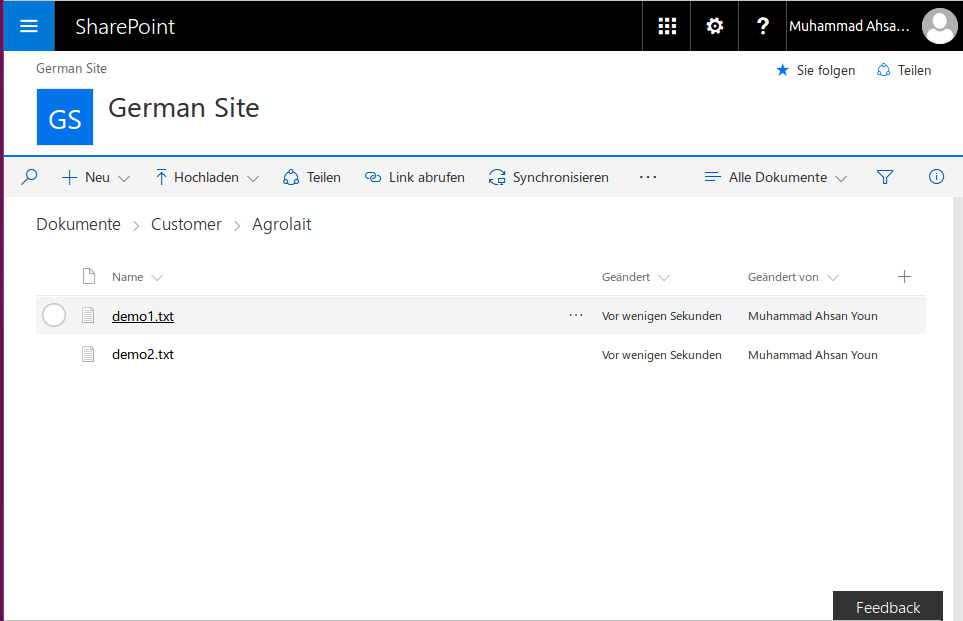 SharePoint ? Muhammad Ahsa...
German Site
Sie folgen Teilen
GS German Site
Neu Hochladen Teilen Link abrufen Synchronisieren ... Alle Dokumente
Dokumente > Customer > Agrolait
Name Geändert Geändert von
demo1.txt ... Vor wenigen Sekunden Muhammad Ahsan Youn
demo2.txt Vor wenigen Sekunden Muhammad Ahsan Youn
Feedback